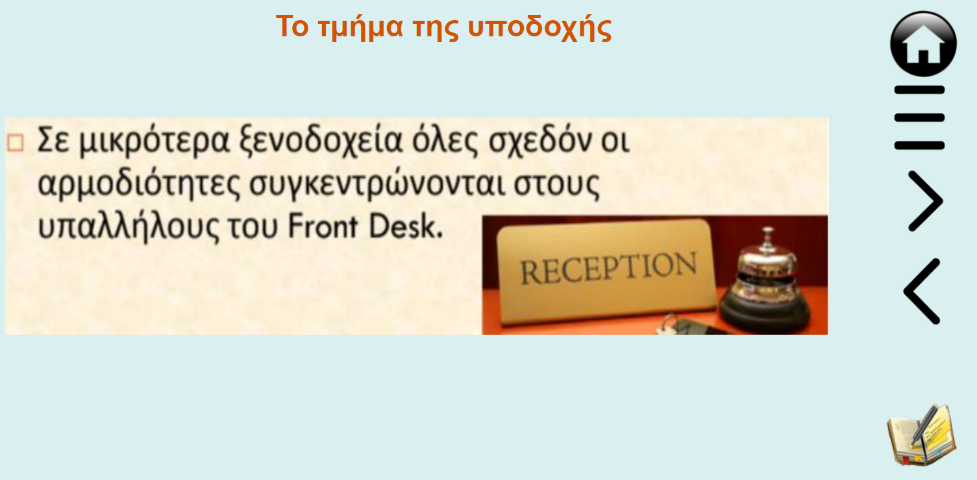 Το τμήμα της υποδοχής
Σε μικρότερα ξενοδοχεία όλες σχεδόν οι
αρμοδιότητες συγκεντρώνονται στους
υπαλλήλους του Front Desk.
RECEPTION